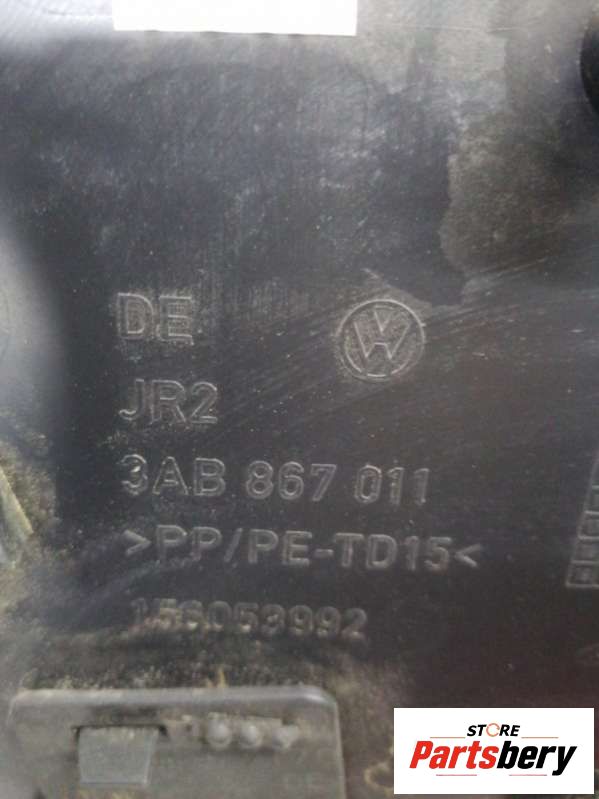 DE
JR2
3AB 867 011
>PP/PE-TD15<
156053992
STORE
Partsbery